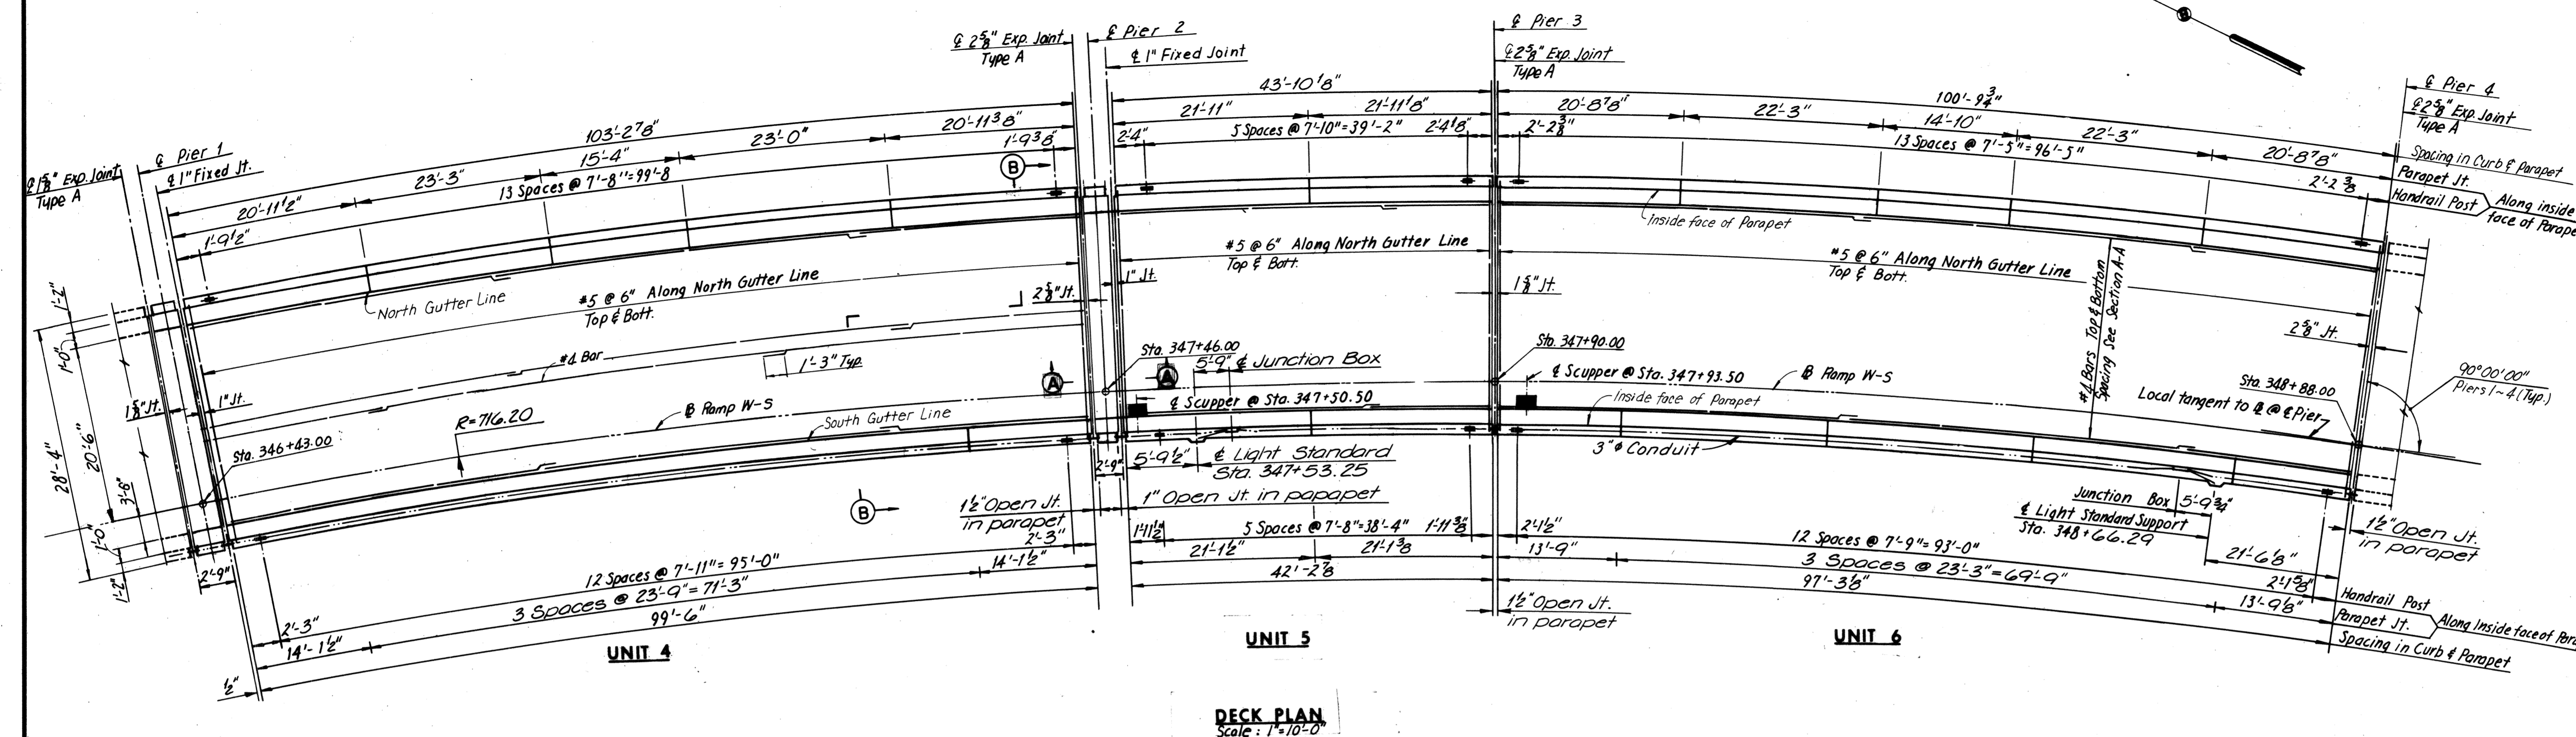 ℄ Pier 2
℄ 2⅝" Exp. Joint
Type A
℄ 1" Fixed Joint
℄ Pier 3
℄ 2⅝" Exp. Joint
Type A
℄ Pier 4
℄ 2⅝" Exp. Joint
Type A
℄ Pier 1
℄ 1" Fixed Jt.
℄ 1⅝" Exp. Joint
Type A
103'-2⅞"
20'-11½"
23'-3"
15'-4"
23'-0"
20'-11⅜"
1'-9½"
13 Spaces @ 7'-8"=99'-8
1'-9⅜"
B
43'-10⅛"
21'-11"
21'-11⅛"
2'-4"
5 Spaces @ 7'-10"=39'-2"
2'-4⅛"
100'-9¾"
20'-8⅞"
22'-3"
14'-10"
22'-3"
20'-8⅞"
2'-2⅜"
13 Spaces @ 7'-5"=96'-5"
2'-2⅜
Spacing in Curb & Parapet
Parapet Jt.
Handrail Post
Along inside
face of Parape
North Gutter Line
#5 @ 6" Along North Gutter Line
Top & Bott.
2⅝" Jt.
#5 @ 6" Along North Gutter Line
Top & Bott.
1" Jt.
1⅝" Jt.
Inside face of Parapet
#5 @ 6" Along North Gutter Line
Top & Bott.
#4 Bars Top & Bottom
Spacing See Section A-A
2⅝" Jt.
1'-2"
1'-0"
28'-4"
20'-6"
3'-6"
1'-0"
1'-2"
1⅝" Jt.
1" Jt.
#4 Bar
1'-3" Typ.
A
A
Sta. 347+46.00
5'-9" ℄ Junction Box
℄ Scupper @ Sta. 347+50.50
Sta. 347+90.00
℄ Scupper @ Sta. 347+93.50
Inside face of Parapet
℔ Ramp W-S
Sta. 348+88.00
Local tangent to ℔ @ ℄ Pier
90°00'00"
Piers 1~4 (Typ.)
R=716.20
℔ Ramp W-S
South Gutter Line
Sta. 346+43.00
2'-9"
5'-9½"
℄ Light Standard
Sta. 347+53.25
3"⌀ Conduit
Junction Box
5'-9¾"
℄ Light Standard Support
Sta. 348+66.29
1½" Open Jt.
in parapet
B
1½" Open Jt.
in parapet
1" Open Jt. in papapet
2'-9"
2'-3"
12 Spaces @ 7'-11"=95'-0"
2'-3"
14'-1½"
3 Spaces @ 23'-9"=71'-3"
14'-1½"
99'-6"
½"
1'-11½"
5 Spaces @ 7'-8"=38'-4"
1'-11⅜"
21'-1½"
21'-1⅜
42'-2⅞
2'-1½"
12 Spaces @ 7'-9"=93'-0"
2'-1⅝"
13'-9"
3 Spaces @ 23'-3"=69'-9"
13'-9⅛"
21'-6⅛"
97'-3⅛"
1½" Open Jt.
in parapet
Handrail Post
Parapet Jt.
Along Inside face of Para
Spacing in Curb & Parapet
UNIT 4
UNIT 5
UNIT 6
DECK PLAN
Scale: 1"=10'-0"